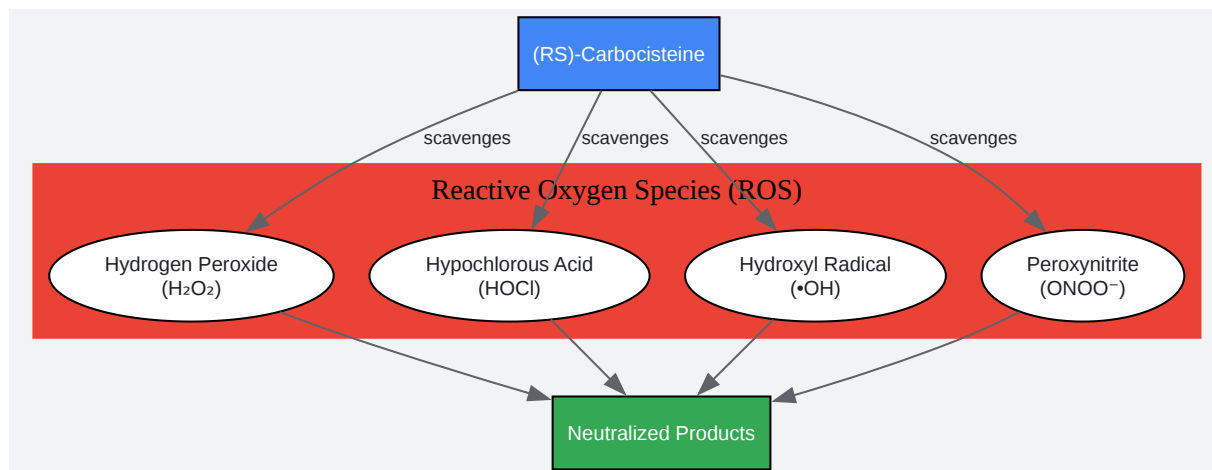 (RS)-Carbocisteine
scavenges
scavenges
scavenges
scavenges
Reactive Oxygen Species (ROS)
Hydrogen Peroxide
(H₂O₂)
Hypochlorous Acid
(HOCl)
Hydroxyl Radical
(•OH)
Peroxynitrite
(ONOO⁻)
Neutralized Products